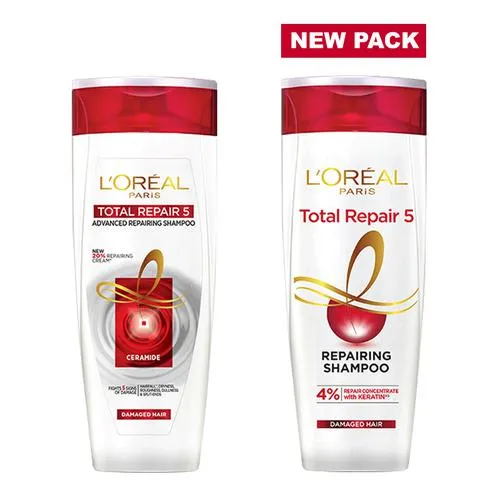 NEW PACK
L'ORÉAL
PARIS
TOTAL REPAIR 5
ADVANCED REPAIRING SHAMPOO
NEW
20% REPAIRING
CREAM*
CERAMIDE
FIGHTS 5 SIGNS
OF DAMAGE
HAIRFALL*, DRYNESS,
ROUGHNESS, DULLNESS
& SPLIT-ENDS
DAMAGED HAIR
L'ORÉAL
PARIS
Total Repair 5
REPAIRING
SHAMPOO
4% REPAIR CONCENTRATE
with KERATIN
DAMAGED HAIR